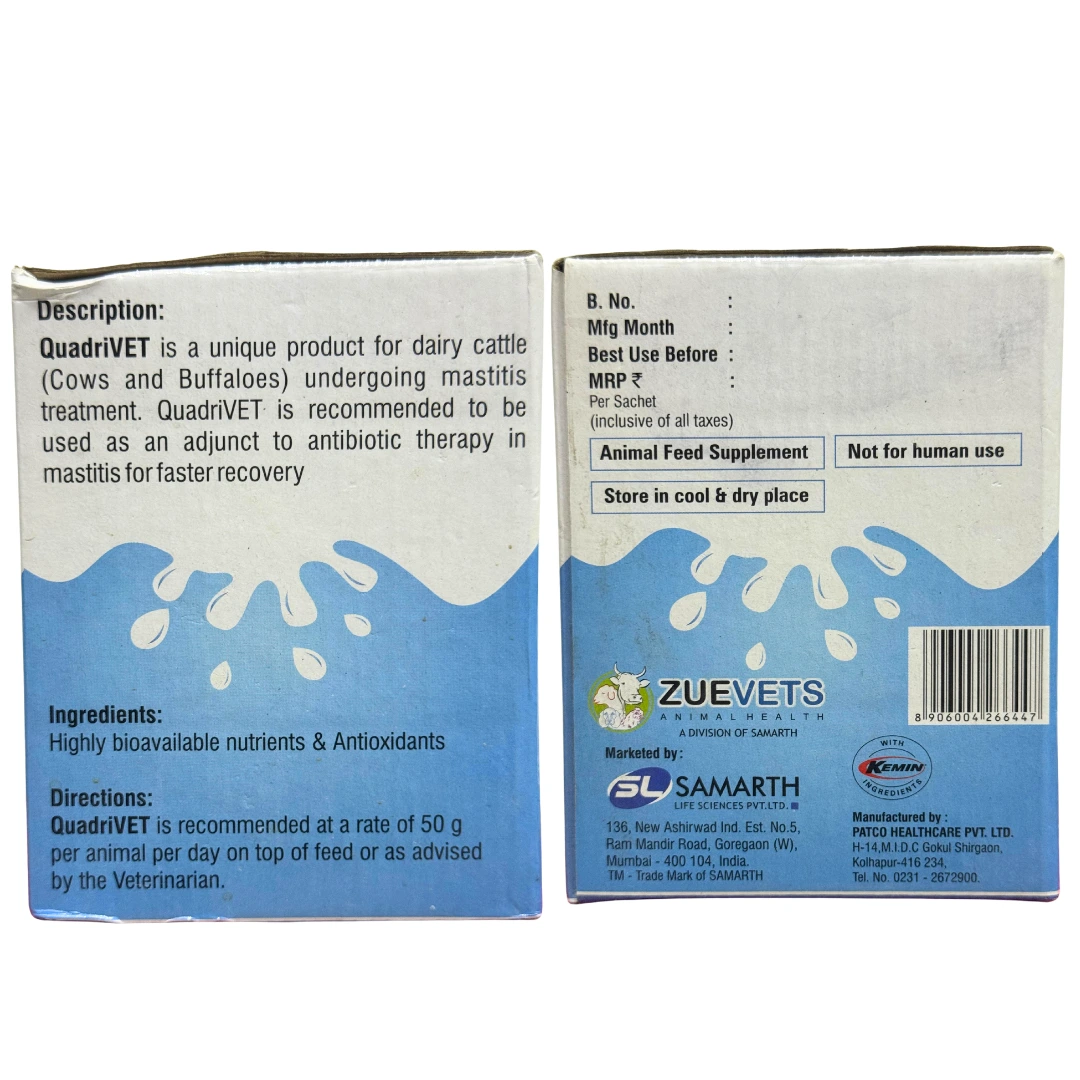 Description:
QuadriVET is a unique product for dairy cattle
(Cows and Buffaloes) undergoing mastitis
treatment. QuadriVET is recommended to be
used as an adjunct to antibiotic therapy in
mastitis for faster recovery
Ingredients:
Highly bioavailable nutrients & Antioxidants
Directions:
QuadriVET is recommended at a rate of 50 g
per animal per day on top of feed or as advised
by the Veterinarian.
B. No. :
Mfg Month :
Best Use Before :
MRP ₹ :
Per Sachet
(inclusive of all taxes)
Animal Feed Supplement
Not for human use
Store in cool & dry place
ZUEVETS
ANIMAL HEALTH
A DIVISION OF SAMARTH
Marketed by :
SL SAMARTH
LIFE SCIENCES PVT.LTD.
136, New Ashirwad Ind. Est. No.5,
Ram Mandir Road, Goregaon (W),
Mumbai - 400 104, India.
TM - Trade Mark of SAMARTH
8 906004 266447
WITH
KEMIN
INGREDIENTS
Manufactured by :
PATCO HEALTHCARE PVT. LTD.
H-14,M.I.D.C Gokul Shirgaon,
Kolhapur-416 234,
Tel. No. 0231 - 2672900.